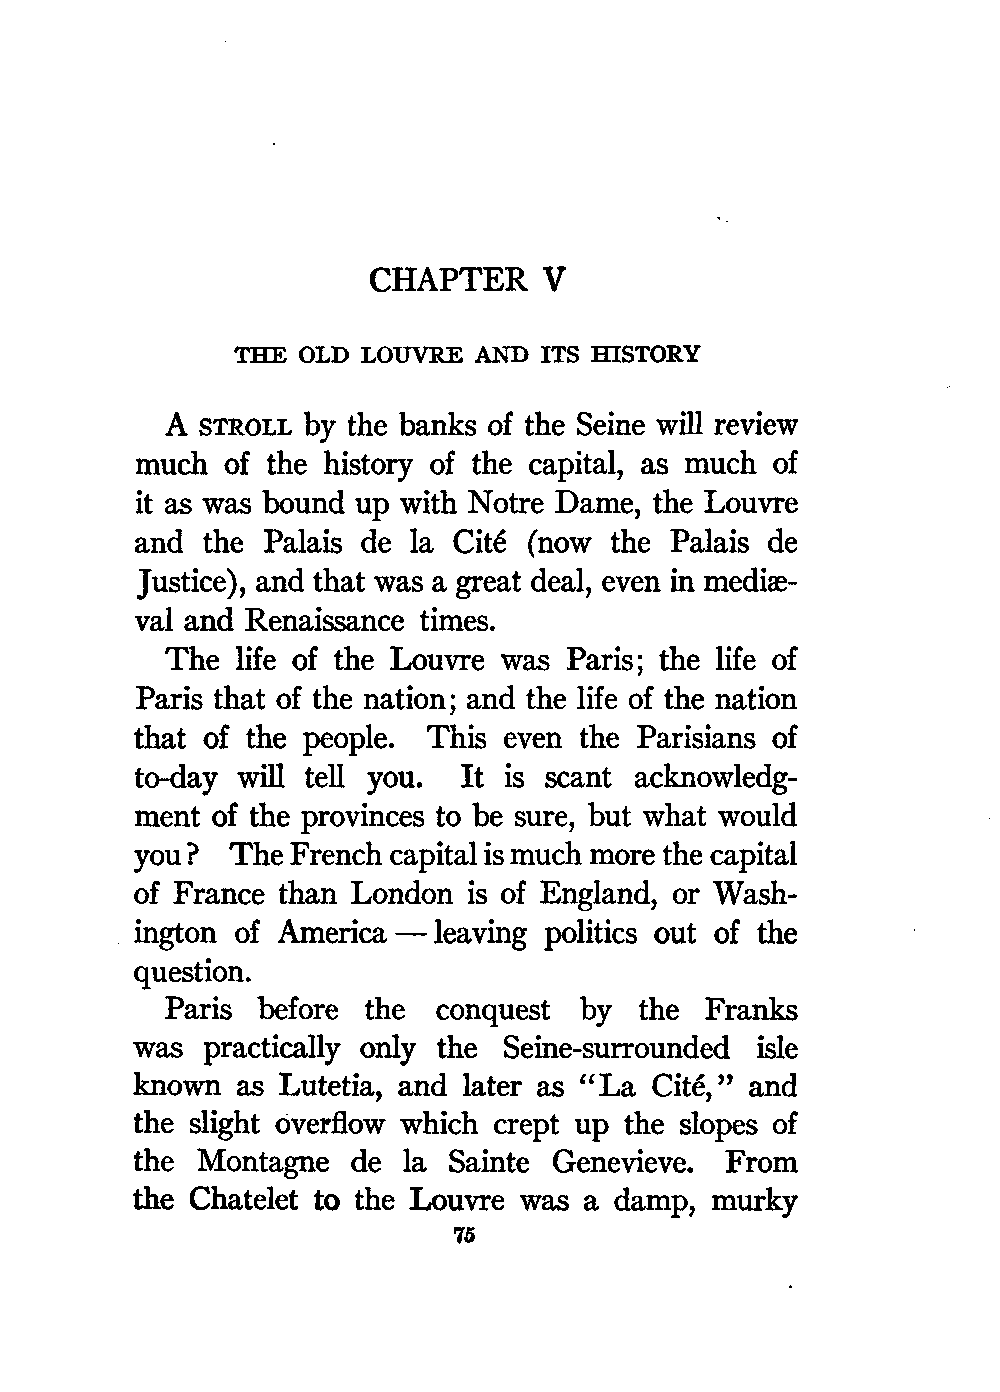 CHAPTER V
THE OLD LOUVRE AND ITS HISTORY
A STROLL by the banks of the Seine will review
much of the history of the capital, as much of
it as was bound up with Notre Dame, the Louvre
and the Palais de la Cité (now the Palais de
Justice), and that was a great deal, even in mediæ-
val and Renaissance times.
The life of the Louvre was Paris; the life of
Paris that of the nation; and the life of the nation
that of the people. This even the Parisians of
to-day will tell you. It is scant acknowledg-
ment of the provinces to be sure, but what would
you? The French capital is much more the capital
of France than London is of England, or Wash-
ington of America — leaving politics out of the
question.
Paris before the conquest by the Franks
was practically only the Seine-surrounded isle
known as Lutetia, and later as "La Cité," and
the slight overflow which crept up the slopes of
the Montagne de la Sainte Genevieve. From
the Chatelet to the Louvre was a damp, murky
75